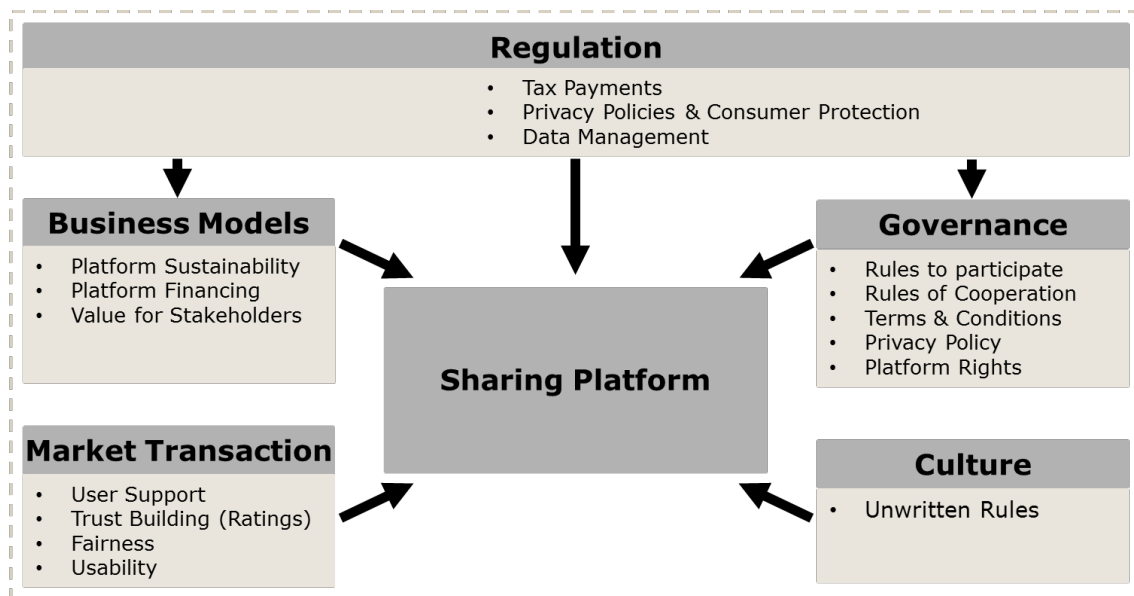 Regulation
• Tax Payments
• Privacy Policies & Consumer Protection
• Data Management
Business Models
• Platform Sustainability
• Platform Financing
• Value for Stakeholders
Governance
• Rules to participate
• Rules of Cooperation
• Terms & Conditions
• Privacy Policy
• Platform Rights
Sharing Platform
Market Transaction
• User Support
• Trust Building (Ratings)
• Fairness
• Usability
Culture
• Unwritten Rules